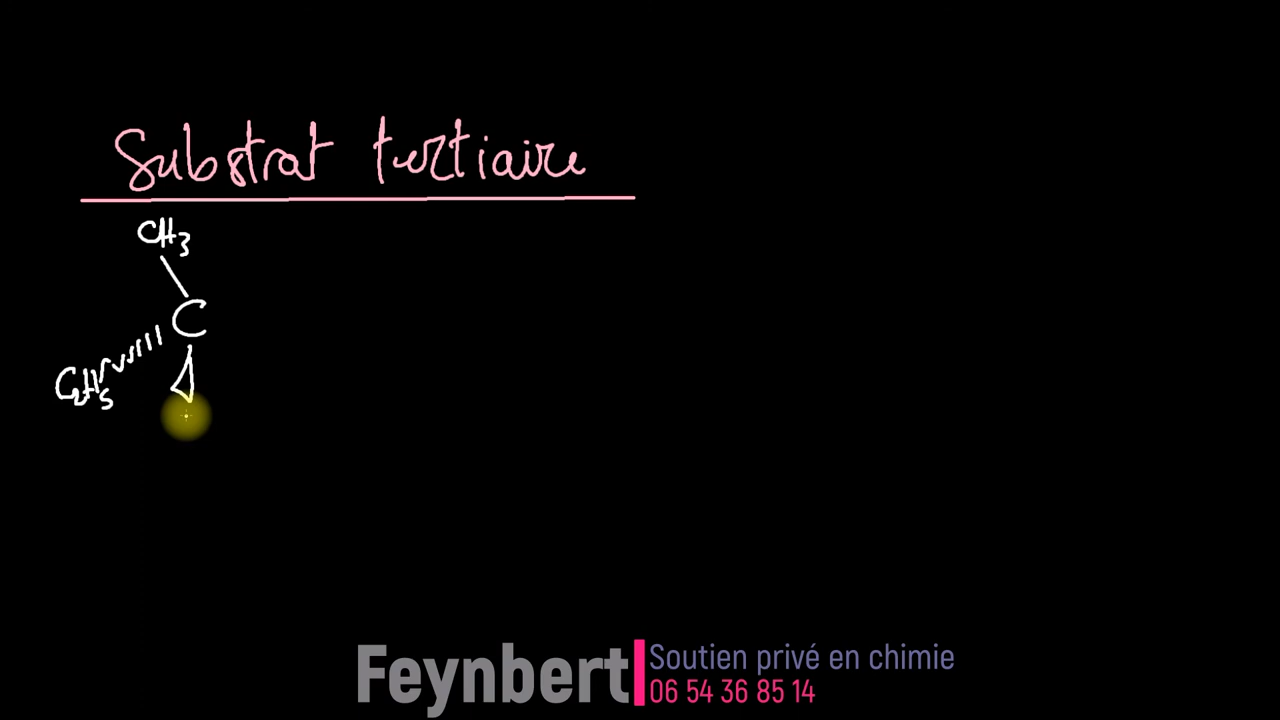 Substrat tertiaire
CH3
C
C2H5
Feynbert
Soutien privé en chimie
06 54 36 85 14